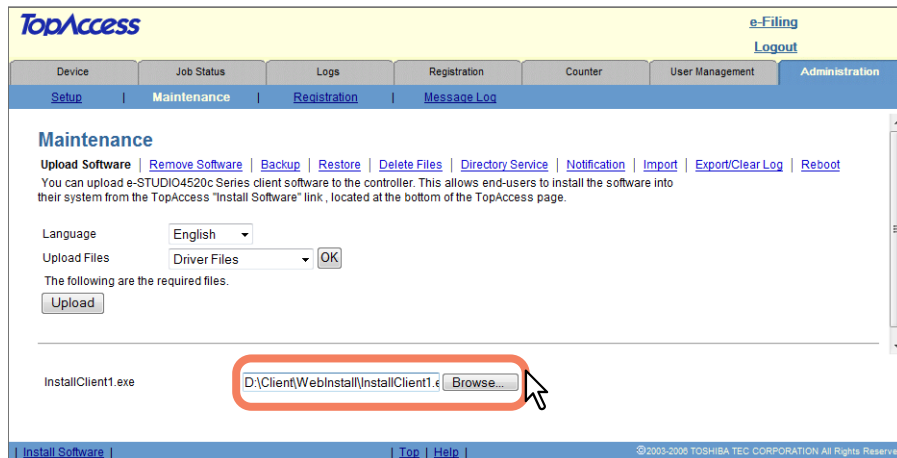 TopAccess
e-Filing
Logout
Device Job Status Logs Registration Counter User Management Administration
Setup | Maintenance | Registration | Message Log
Maintenance
Upload Software | Remove Software | Backup | Restore | Delete Files | Directory Service | Notification | Import | Export/Clear Log | Reboot
You can upload e-STUDIO4520c Series client software to the controller. This allows end-users to install the software into
their system from the TopAccess "Install Software" link , located at the bottom of the TopAccess page.
Language English
Upload Files Driver Files OK
The following are the required files.
Upload
InstallClient1.exe D:\Client\WebInstall\InstallClient1.e Browse...
| Install Software | | Top | Help | ©2003-2006 TOSHIBA TEC CORPORATION All Rights Reserve